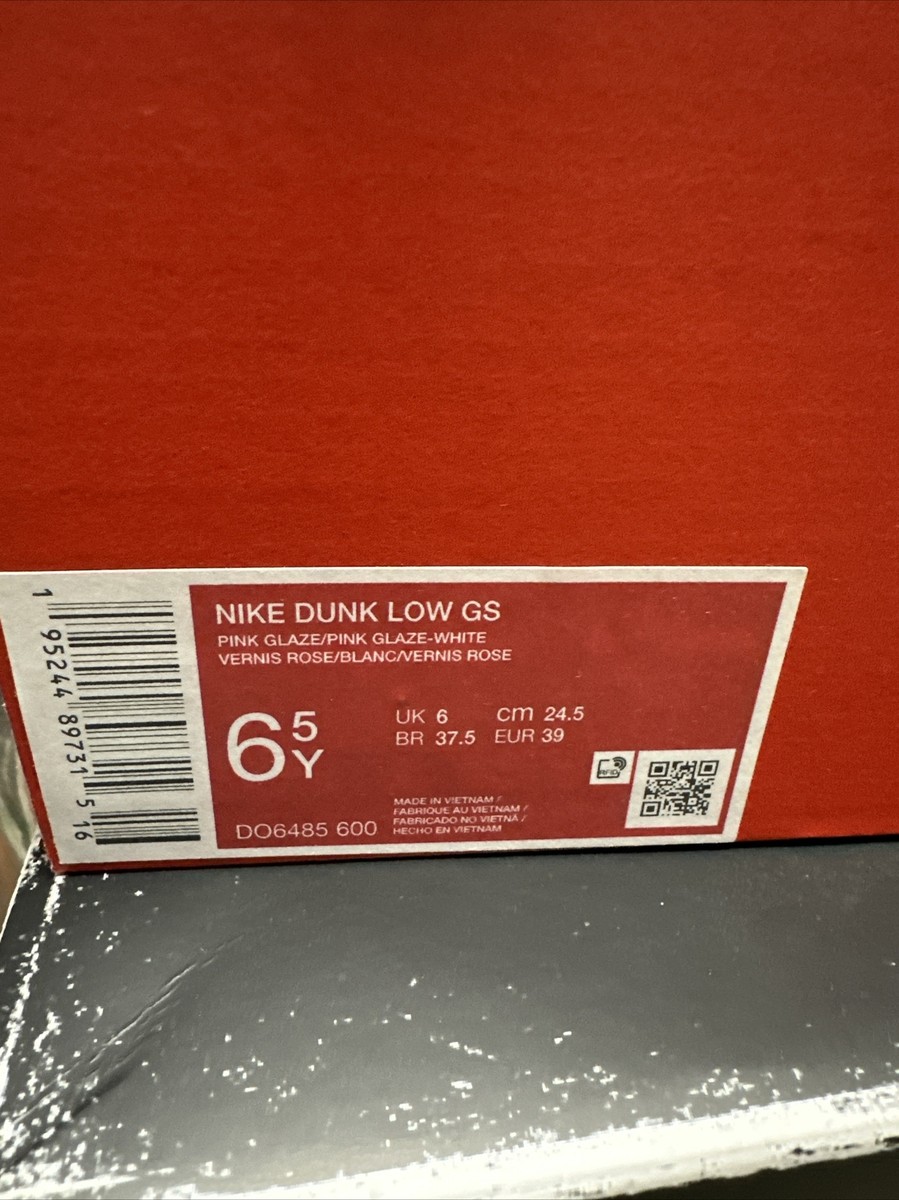 NIKE DUNK LOW GS
PINK GLAZE/PINK GLAZE-WHITE
VERNIS ROSE/BLANC/VERNIS ROSE
6 5 Y
UK 6 cm 24.5
BR 37.5 EUR 39
RFID
MADE IN VIETNAM /
FABRIQUE AU VIETNAM /
FABRICADO NO VIETNÃ /
HECHO EN VIETNAM
DO6485 600
1 95244 89731 5 16